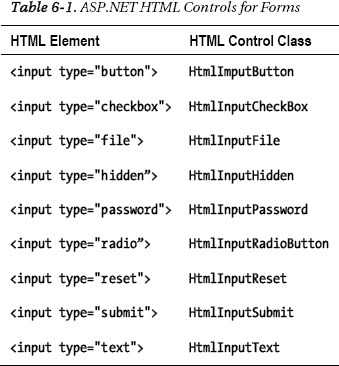 Table 6-1. ASP.NET HTML Controls for Forms
HTML Element HTML Control Class
<input type="button"> HtmlImputButton
<input type="checkbox"> HtmlInputCheckBox
<input type="file"> HtmlInputFile
<input type="hidden”> HtmlInputHidden
<input type="password"> HtmlInputPassword
<input type="radio”> HtmlInputRadioButton
<input type="reset"> HtmlInputReset
<input type="submit"> HtmlInputSubmit
<input type="text"> HtmlInputText